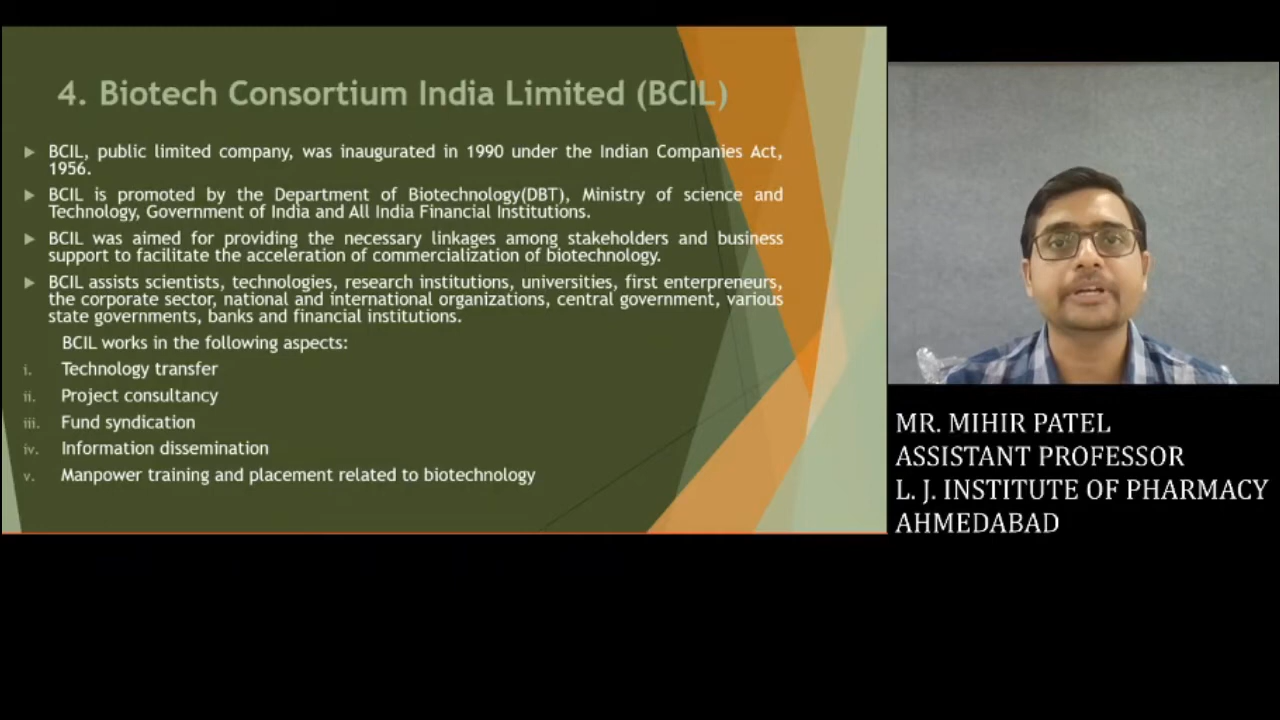 4. Biotech Consortium India Limited (BCIL)
BCIL, public limited company, was inaugurated in 1990 under the Indian Companies Act,
1956.
BCIL is promoted by the Department of Biotechnology(DBT), Ministry of science and
Technology, Government of India and All India Financial Institutions.
BCIL was aimed for providing the necessary linkages among stakeholders and business
support to facilitate the acceleration of commercialization of biotechnology.
BCIL assists scientists, technologies, research institutions, universities, first enterpreneurs,
the corporate sector, national and international organizations, central government, various
state governments, banks and financial institutions.
BCIL works in the following aspects:
i. Technology transfer
ii. Project consultancy
iii. Fund syndication
iv. Information dissemination
v. Manpower training and placement related to biotechnology
MR. MIHIR PATEL
ASSISTANT PROFESSOR
L. J. INSTITUTE OF PHARMACY
AHMEDABAD